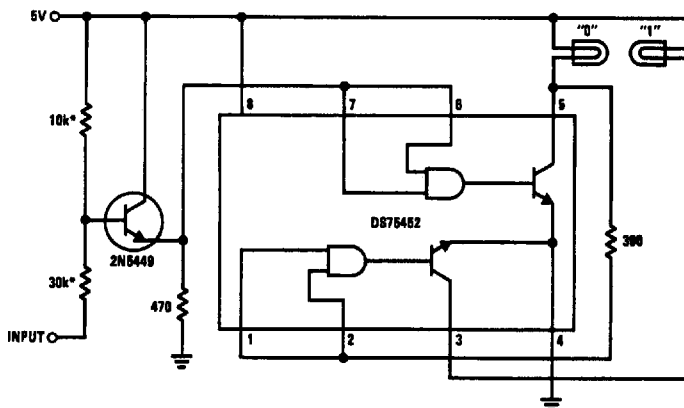 5V
"0" "1"
8 7 6 5
10k*
DS75452
2N5449
390
30k*
470
INPUT
1 2 3 4